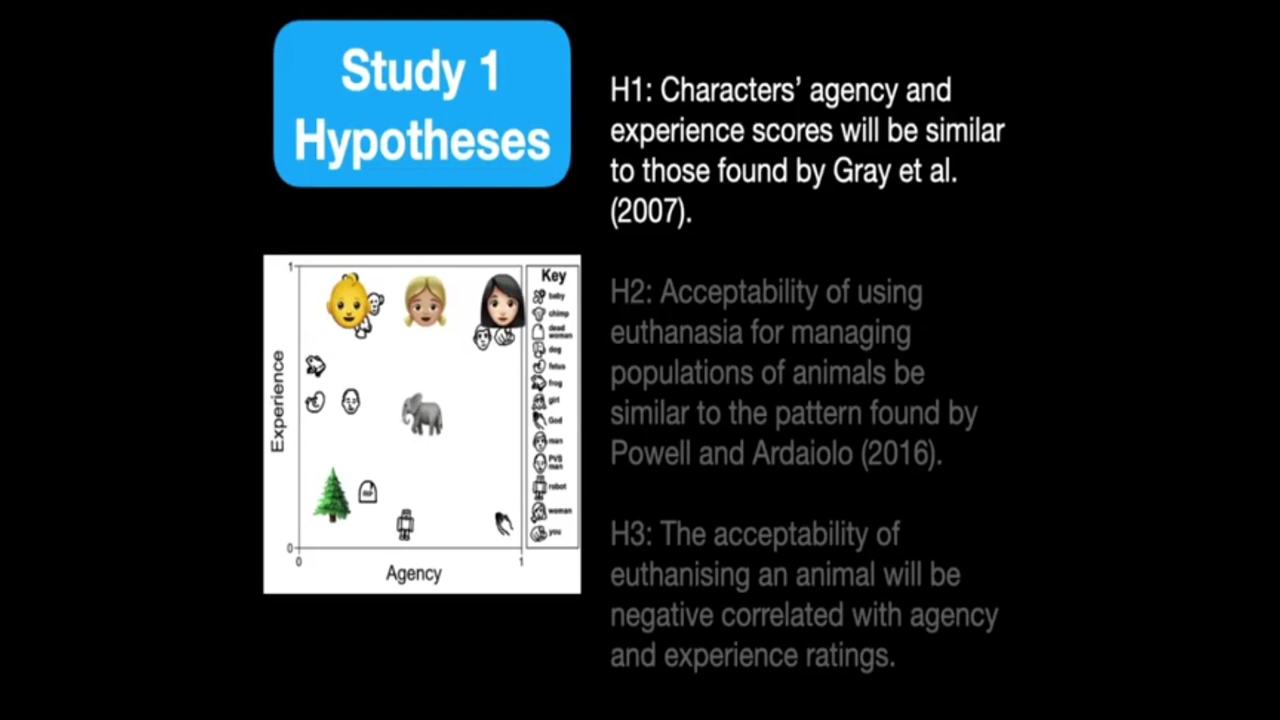 Study 1
Hypotheses
H1: Characters’ agency and
experience scores will be similar
to those found by Gray et al.
(2007).
H2: Acceptability of using
euthanasia for managing
populations of animals be
similar to the pattern found by
Powell and Ardaiolo (2016).
H3: The acceptability of
euthanising an animal will be
negative correlated with agency
and experience ratings.
1
Experience
0
0
Agency
1
Key
baby
chimp
dead
woman
dog
fetus
frog
girl
God
man
PVS
man
robot
woman
you